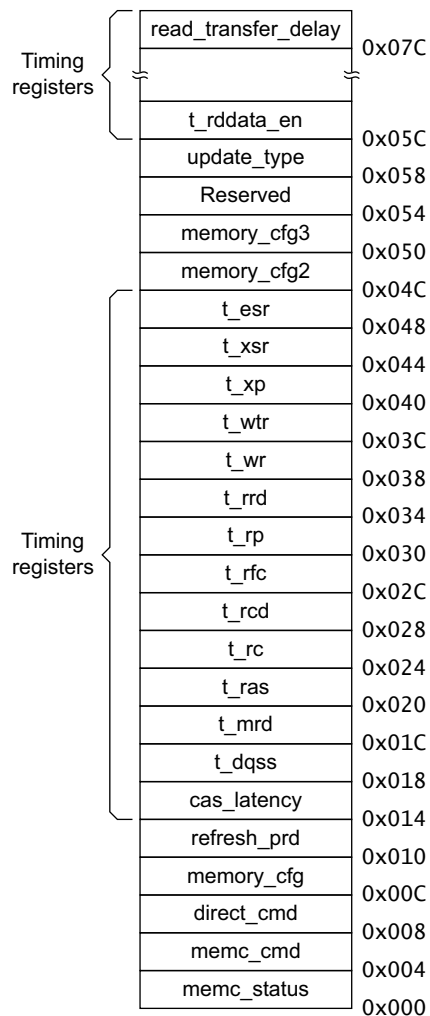 read_transfer_delay
0x07C
Timing
registers
t_rddata_en
0x05C
update_type
0x058
Reserved
0x054
memory_cfg3
0x050
memory_cfg2
0x04C
t_esr
0x048
t_xsr
0x044
t_xp
0x040
t_wtr
0x03C
t_wr
0x038
t_rrd
0x034
t_rp
0x030
Timing
registers
t_rfc
0x02C
t_rcd
0x028
t_rc
0x024
t_ras
0x020
t_mrd
0x01C
t_dqss
0x018
cas_latency
0x014
refresh_prd
0x010
memory_cfg
0x00C
direct_cmd
0x008
memc_cmd
0x004
memc_status
0x000